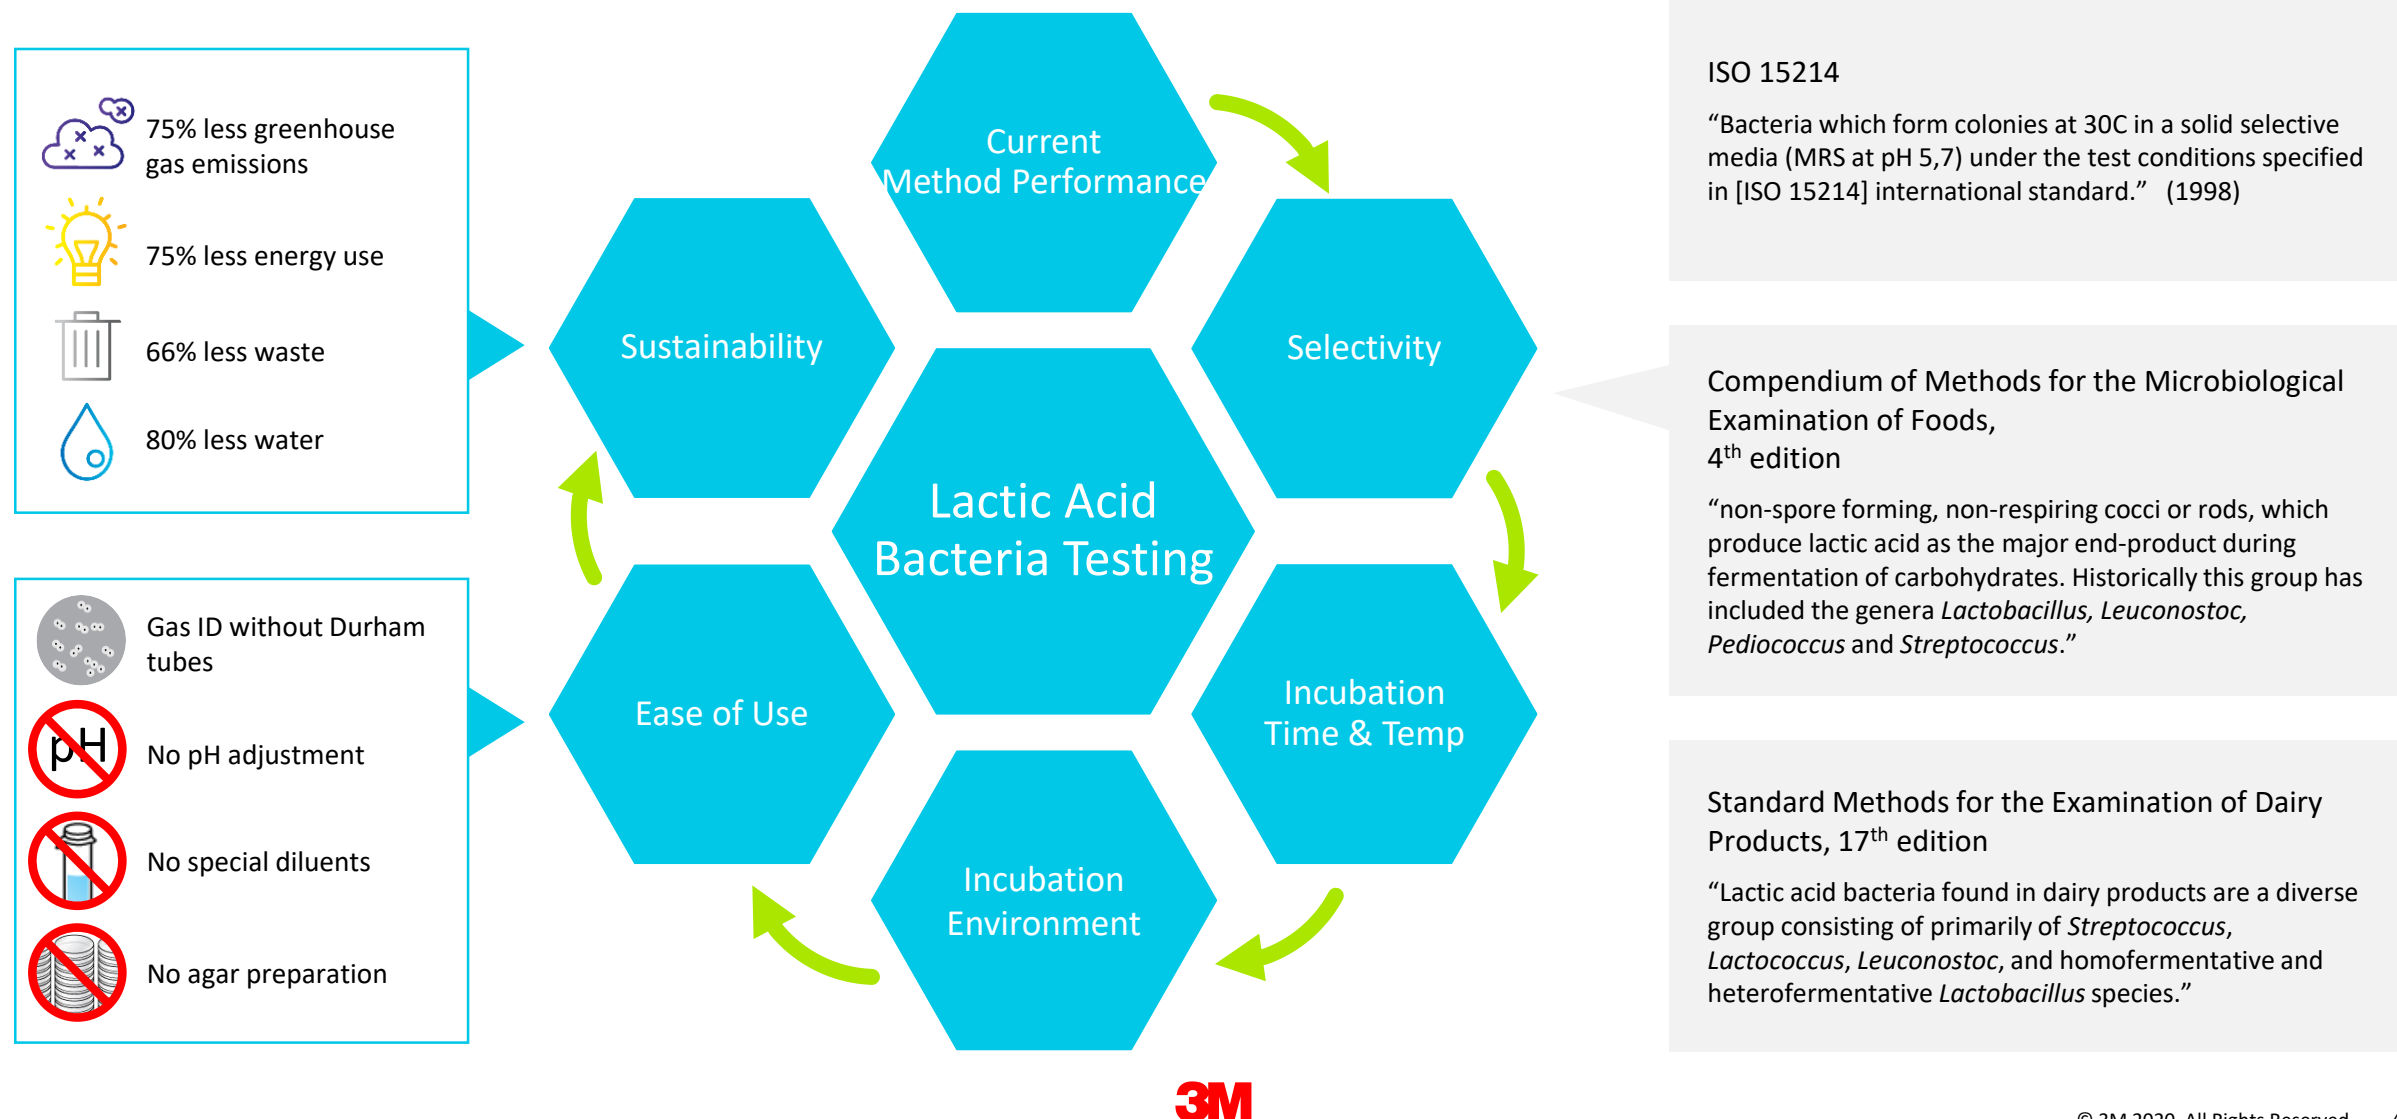 75% less greenhouse
gas emissions
75% less energy use
66% less waste
80% less water
Gas ID without Durham
tubes
pH
No pH adjustment
No special diluents
No agar preparation
Current
Method Performance
Selectivity
Incubation
Time & Temp
Incubation
Environment
Ease of Use
Sustainability
Lactic Acid
Bacteria Testing
ISO 15214
“Bacteria which form colonies at 30C in a solid selective
media (MRS at pH 5,7) under the test conditions specified
in [ISO 15214] international standard.” (1998)
Compendium of Methods for the Microbiological
Examination of Foods,
4th edition
“non-spore forming, non-respiring cocci or rods, which
produce lactic acid as the major end-product during
fermentation of carbohydrates. Historically this group has
included the genera Lactobacillus, Leuconostoc,
Pediococcus and Streptococcus.”
Standard Methods for the Examination of Dairy
Products, 17th edition
“Lactic acid bacteria found in dairy products are a diverse
group consisting of primarily of Streptococcus,
Lactococcus, Leuconostoc, and homofermentative and
heterofermentative Lactobacillus species.”
3M
© 3M 2020. All Rights Reserved